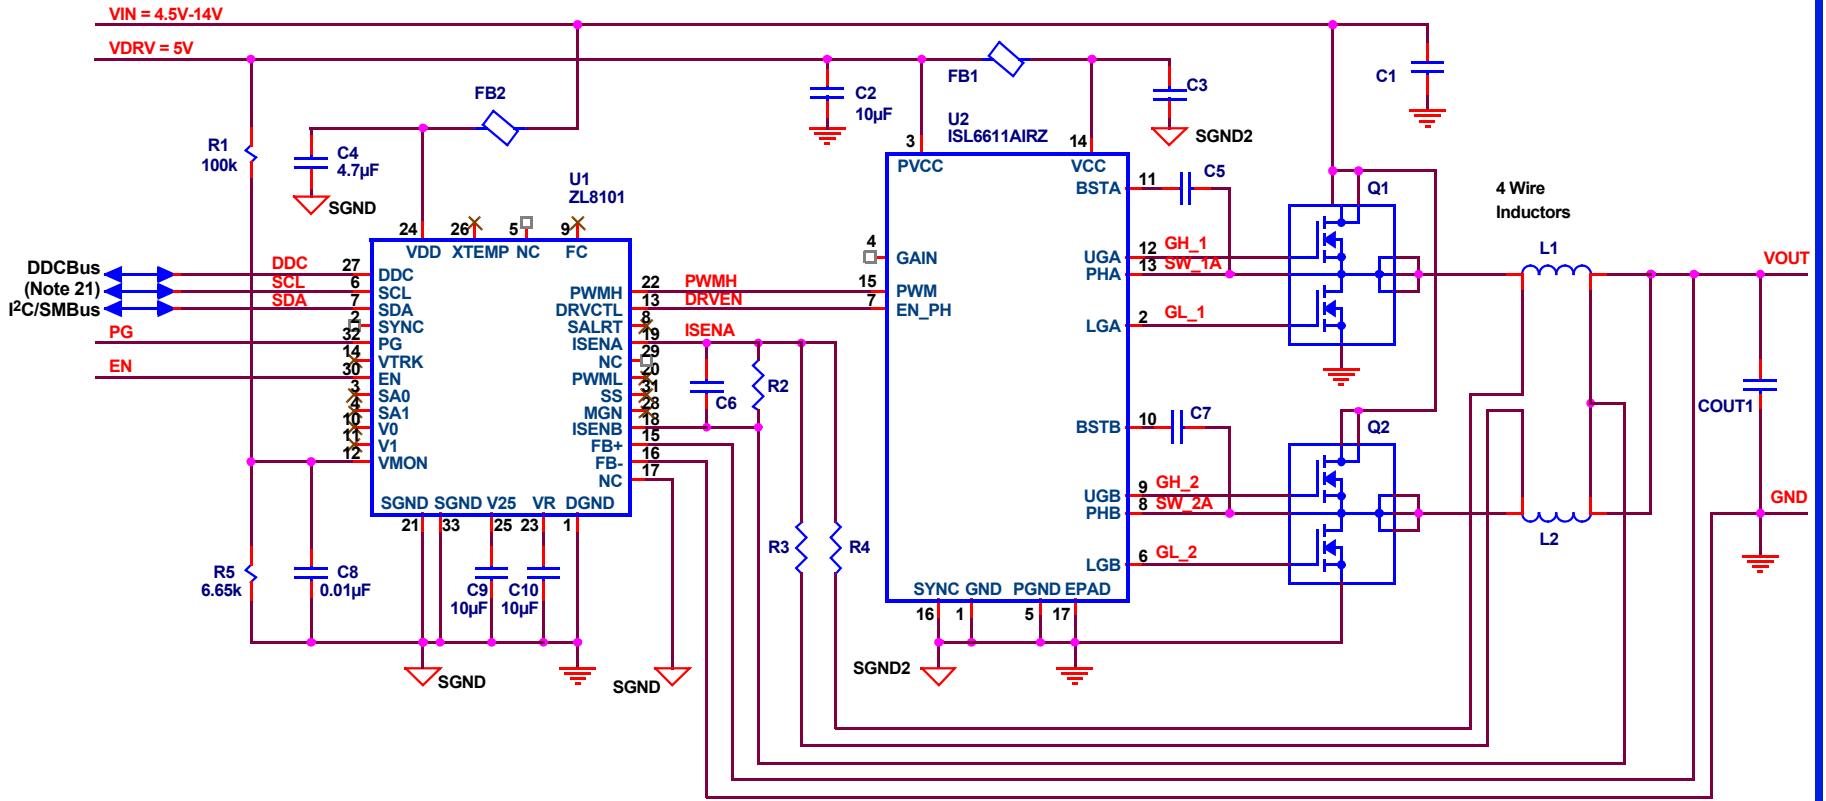 VIN = 4.5V-14V
VDRV = 5V
FB1
C1
C3
C2
10µF
FB2
U2
ISL6611AIRZ
SGND2
R1
100k
C4
4.7µF
SGND
U1
ZL8101
3
14
PVCC
VCC
BSTA
11
C5
Q1
4 Wire
Inductors
24
26
5
9
VDD
XTEMP
NC
FC
4
GAIN
UGA
12
GH_1
PHA
13
SW_1A
L1
VOUT
DDCBus
(Note 21)
I2C/SMBus
DDC
27
DDC
SCL
6
SCL
SDA
7
SDA
2
SYNC
PG
32
PG
14
VTRK
EN
30
EN
3
SA0
4
SA1
10
V0
11
V1
12
VMON
PWMH
22
PWMH
15
PWM
DRVCTL
13
DRVEN
7
EN_PH
SALRT
8
ISENA
19
ISENA
NC
29
PWML
20
SS
31
MGN
28
ISENB
18
FB+
15
FB-
16
NC
17
LGA
2
GL_1
R2
C6
COUT1
BSTB
10
C7
Q2
SGND
SGND
V25
VR
DGND
21
33
25
23
1
UGB
9
GH_2
PHB
8
SW_2A
GND
L2
R3
R4
LGB
6
GL_2
R5
6.65k
C8
0.01µF
C9
10µF
C10
10µF
SYNC
GND
PGND
EPAD
16
1
5
17
SGND
SGND
SGND2